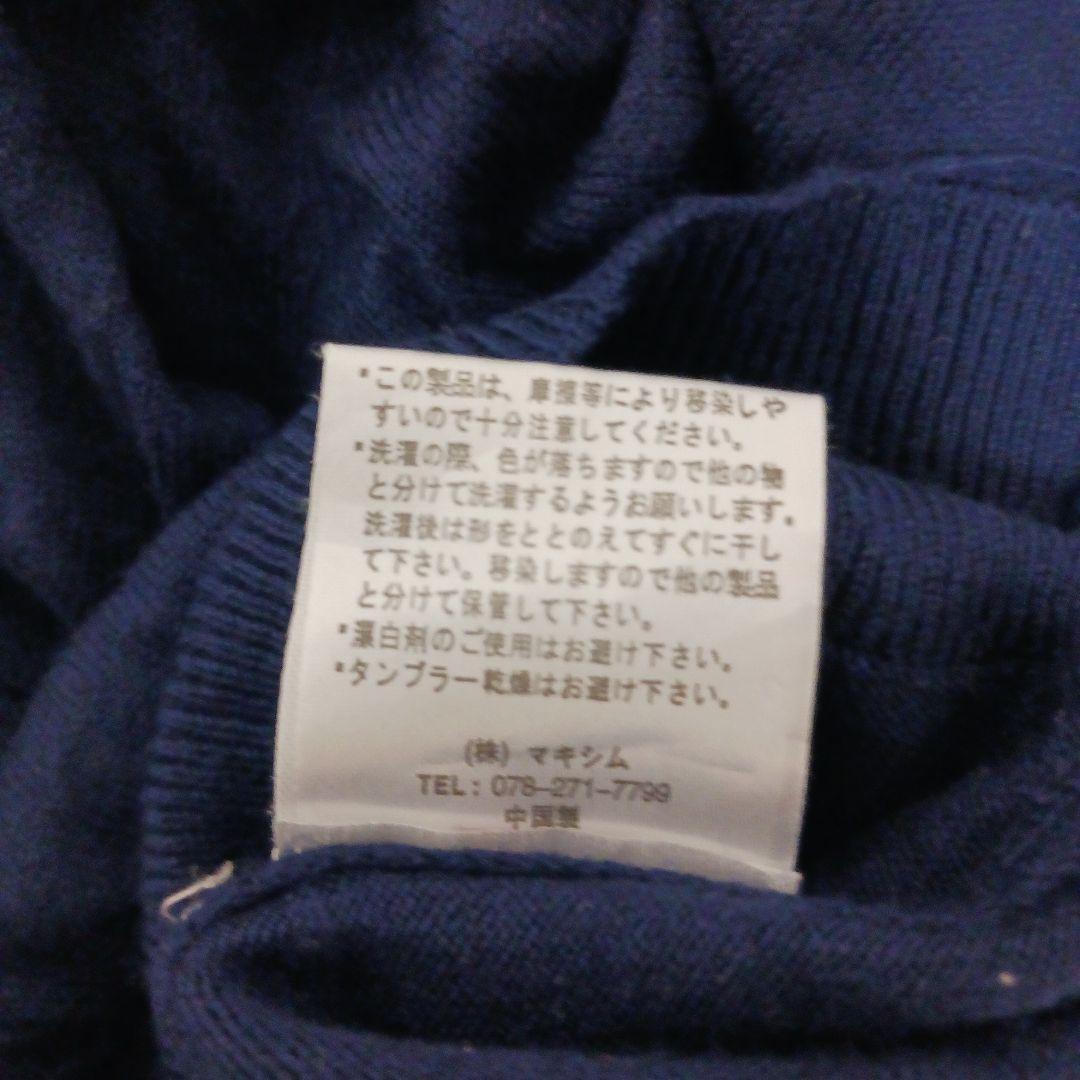 ・この製品は、摩擦等により移染しや
すいので十分注意してください。
・洗濯の際、色が落ちますので他の物
と分けて洗濯するようお願いします。
洗濯後は形をととのえてすぐに干し
て下さい。移染しますので他の製品
と分けて保管して下さい。
・漂白剤のご使用はお避け下さい。
・タンブラー乾燥はお避け下さい。
(株) マキシム
TEL: 078-271-7799
中国製